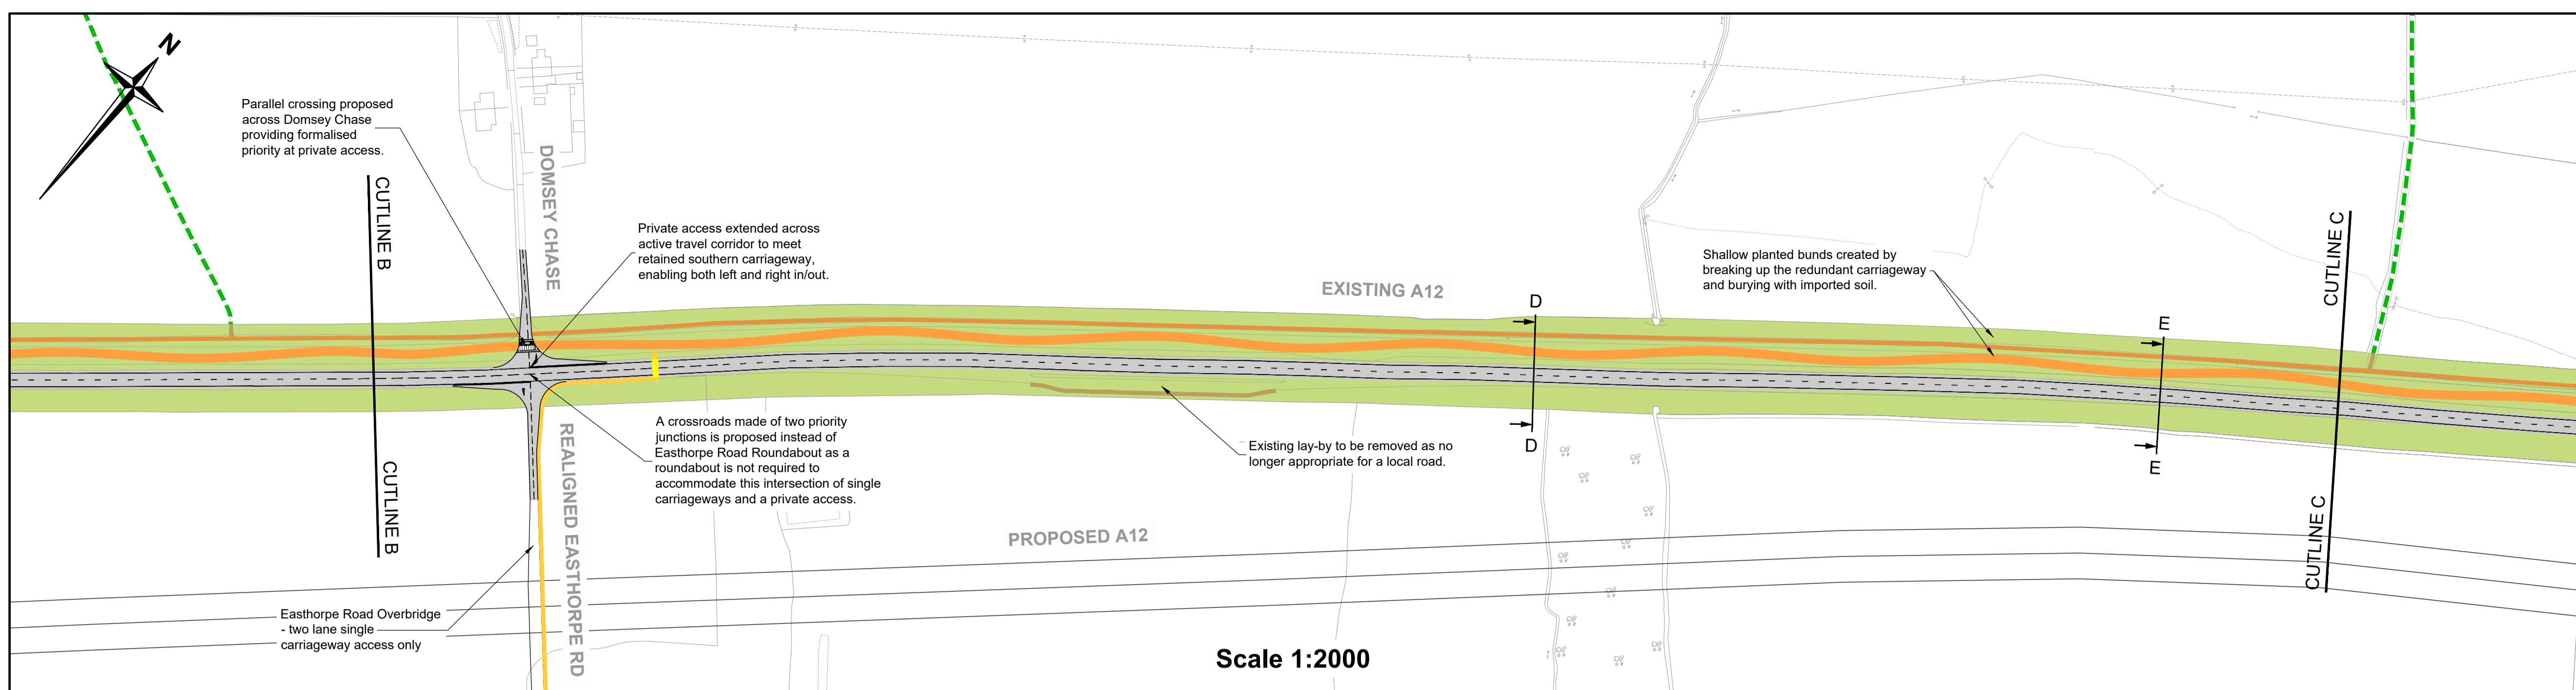 N
Parallel crossing proposed
across Domsey Chase
providing formalised
priority at private access.
CUTLINE B
CUTLINE B
DOMSEY CHASE
Private access extended across
active travel corridor to meet
retained southern carriageway,
enabling both left and right in/out.
A crossroads made of two priority
junctions is proposed instead of
Easthorpe Road Roundabout as a
roundabout is not required to
accommodate this intersection of single
carriageways and a private access.
REALIGNED EASTHORPE RD
Easthorpe Road Overbridge
- two lane single
carriageway access only
EXISTING A12
PROPOSED A12
Existing lay-by to be removed as no
longer appropriate for a local road.
D
D
Shallow planted bunds created by
breaking up the redundant carriageway
and burying with imported soil.
E
E
CUTLINE C
CUTLINE C
Scale 1:2000